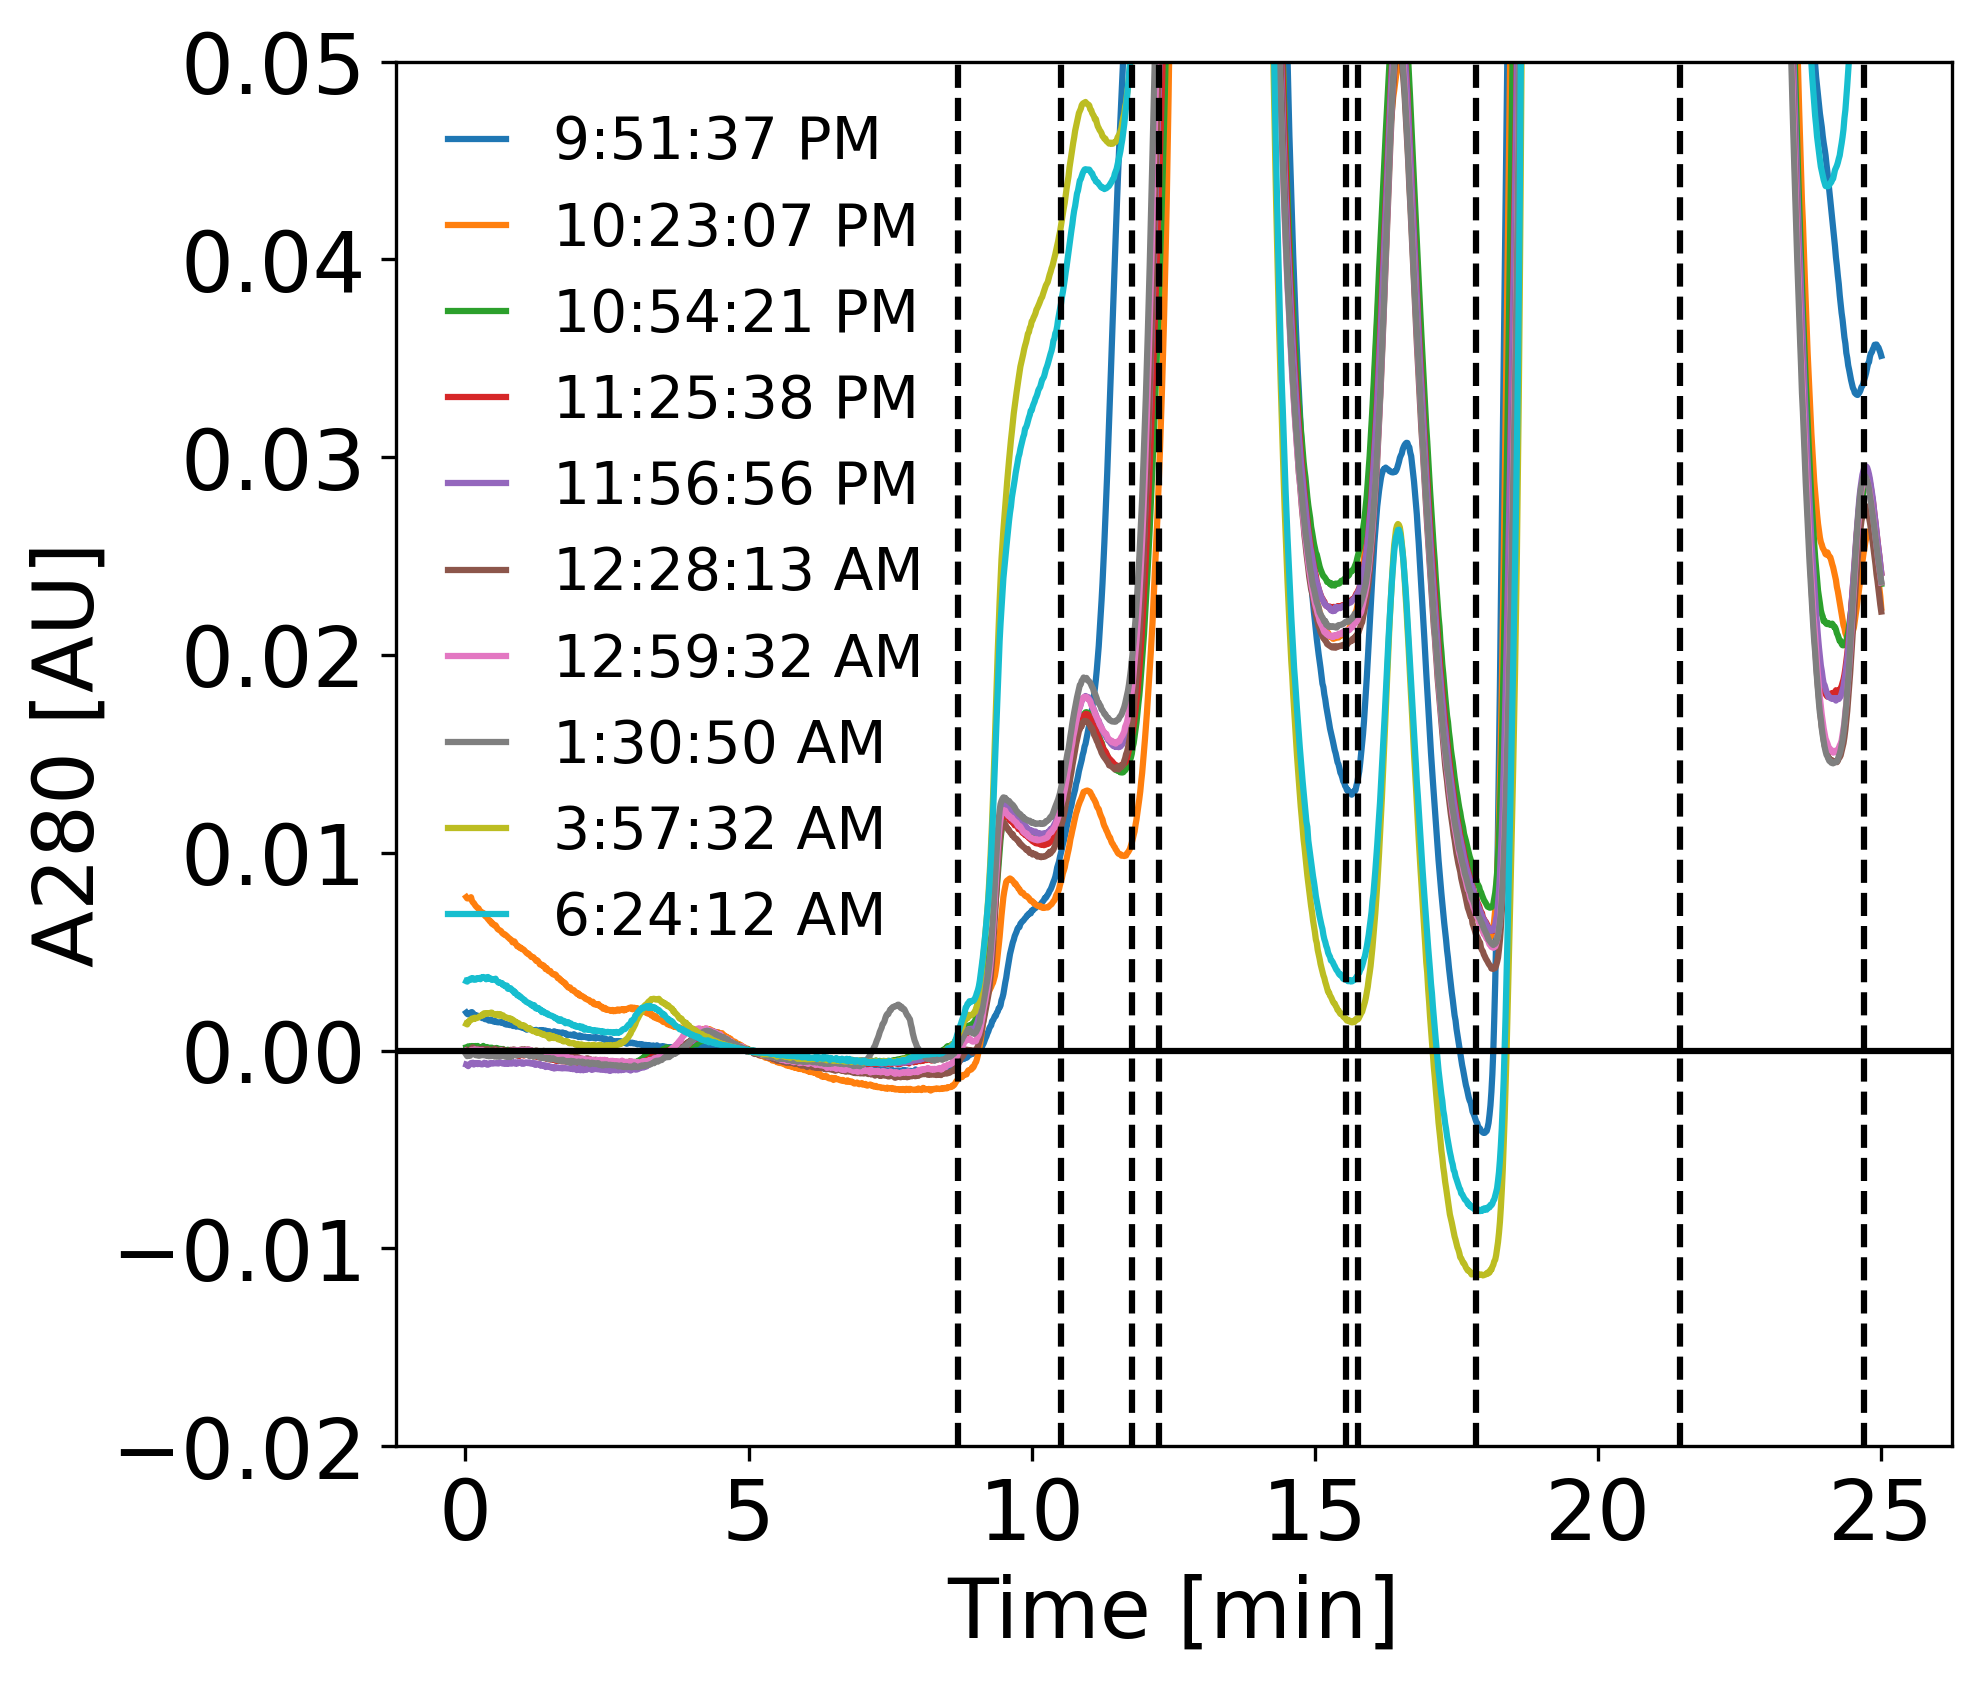 0.05
0.04
0.03
0.02
0.01
0.00
−0.01
−0.02
A280 [AU]
9:51:37 PM
10:23:07 PM
10:54:21 PM
11:25:38 PM
11:56:56 PM
12:28:13 AM
12:59:32 AM
1:30:50 AM
3:57:32 AM
6:24:12 AM
0 5 10 15 20 25
Time [min]